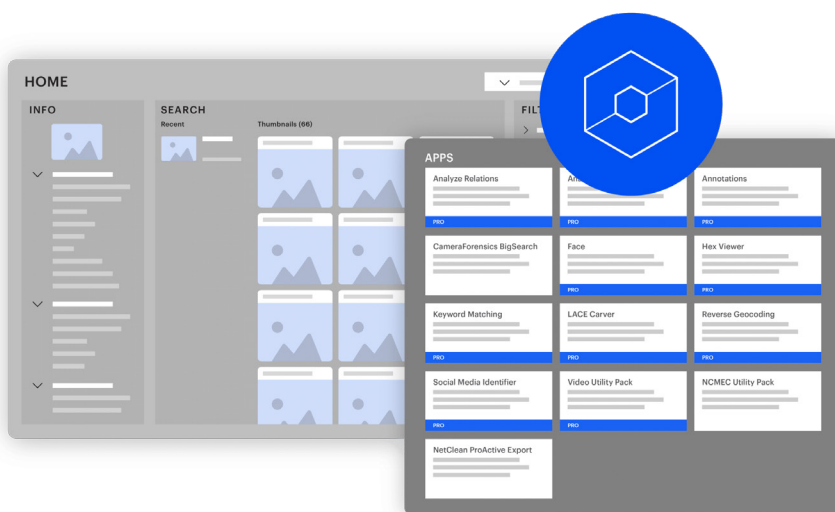 HOME
INFO
SEARCH
Recent
Thumbnails (66)
APPS
Analyze Relations
Annotations
PRO
PRO
PRO
CameraForensics BigSearch
Face
Hex Viewer
PRO
PRO
Keyword Matching
LACE Carver
Reverse Geocoding
PRO
PRO
PRO
Social Media Identifier
Video Utility Pack
NCMEC Utility Pack
PRO
PRO
NetClean ProActive Export